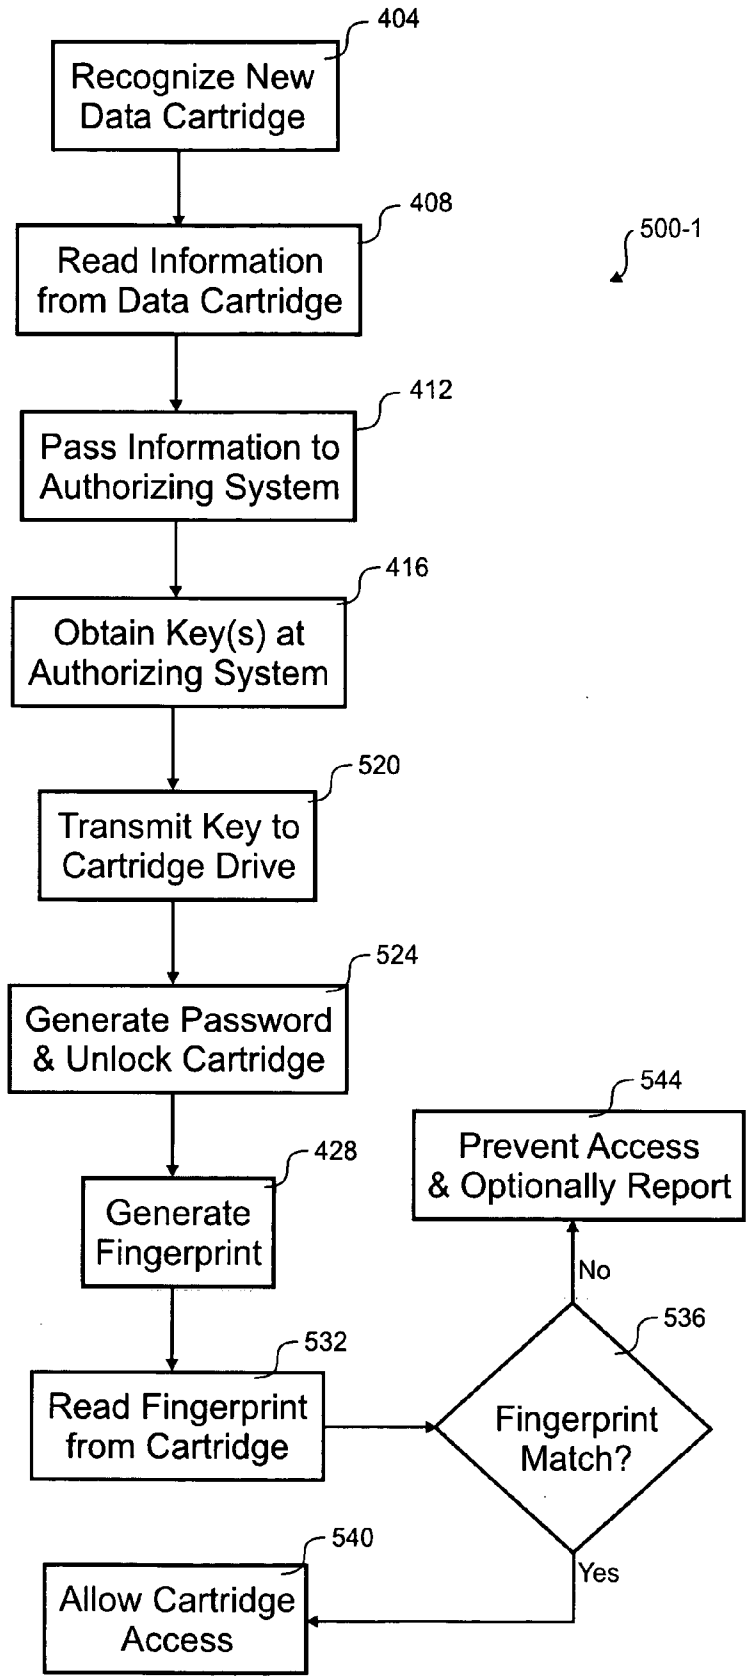 404
Recognize New
Data Cartridge
408
500-1
Read Information
from Data Cartridge
412
Pass Information to
Authorizing System
416
Obtain Key(s) at
Authorizing System
520
Transmit Key to
Cartridge Drive
524
Generate Password
& Unlock Cartridge
544
Prevent Access
& Optionally Report
428
Generate
Fingerprint
No
536
532
Read Fingerprint
from Cartridge
Fingerprint
Match?
540
Yes
Allow Cartridge
Access